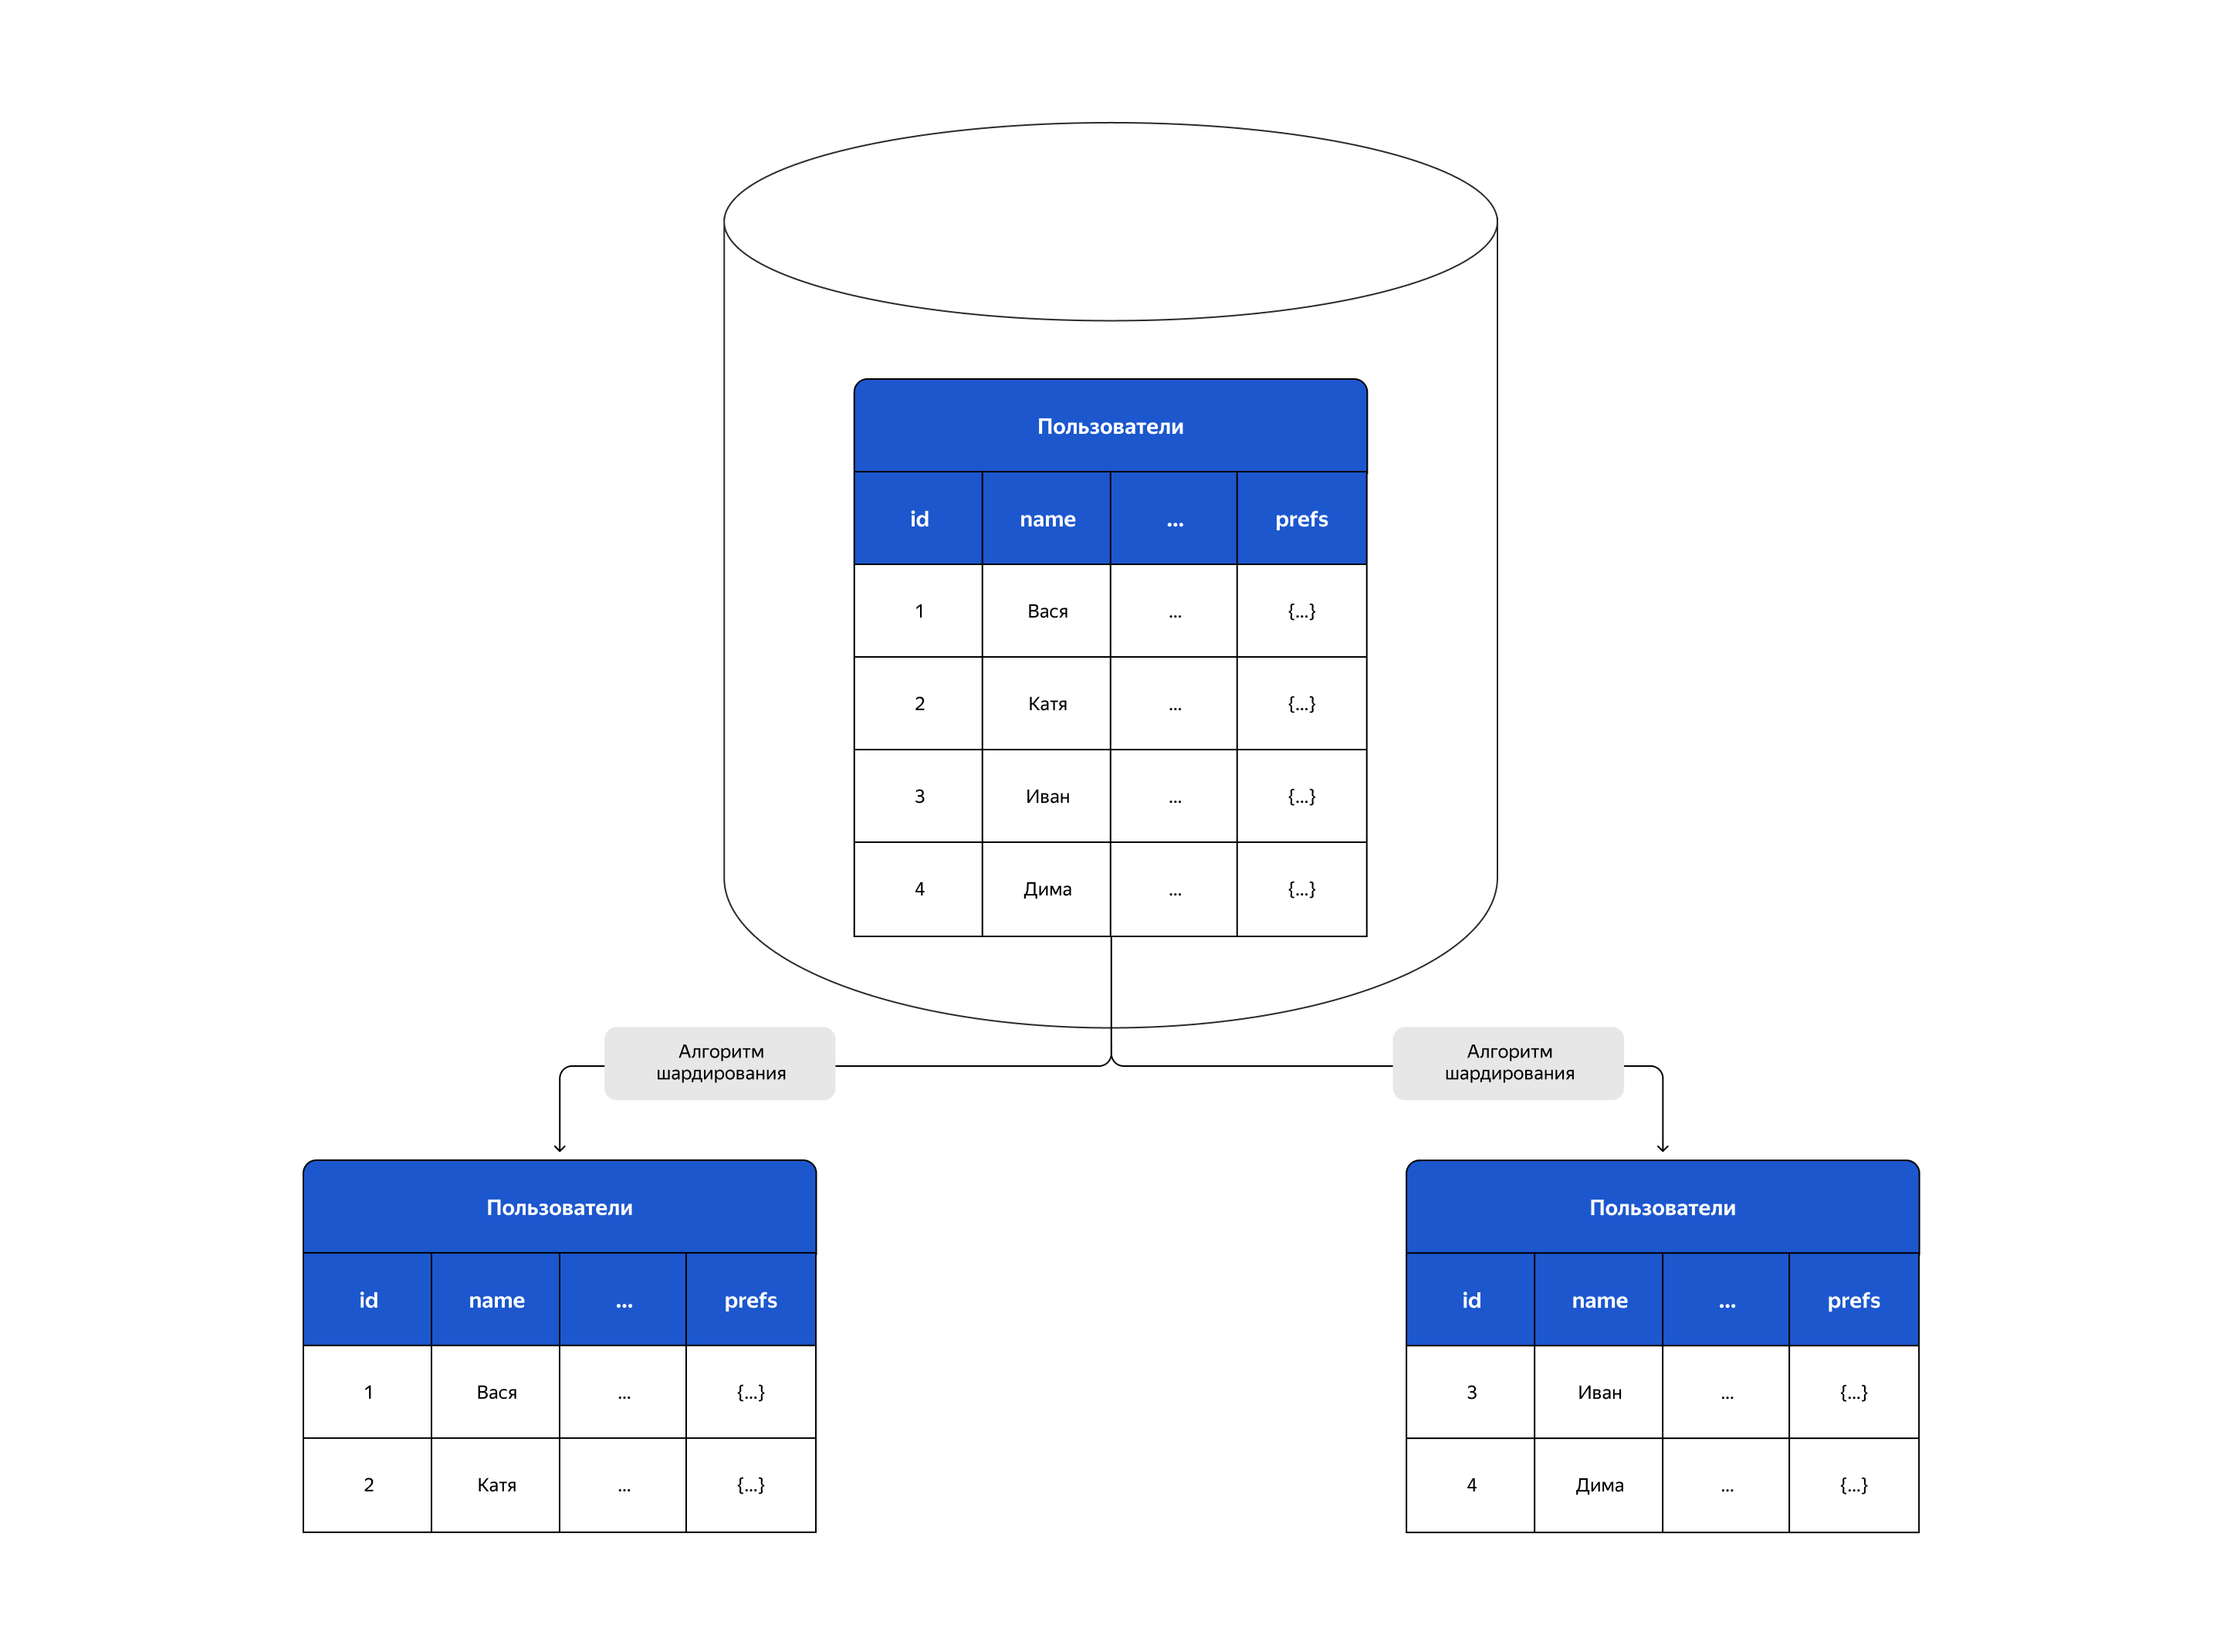 Пользователи
id name ... prefs
1 Вася ... {...}
2 Катя ... {...}
3 Иван ... {...}
4 Дима ... {...}
Алгоритм
шардирования
Алгоритм
шардирования
Пользователи
id name ... prefs
1 Вася ... {...}
2 Катя ... {...}
Пользователи
id name ... prefs
3 Иван ... {...}
4 Дима ... {...}